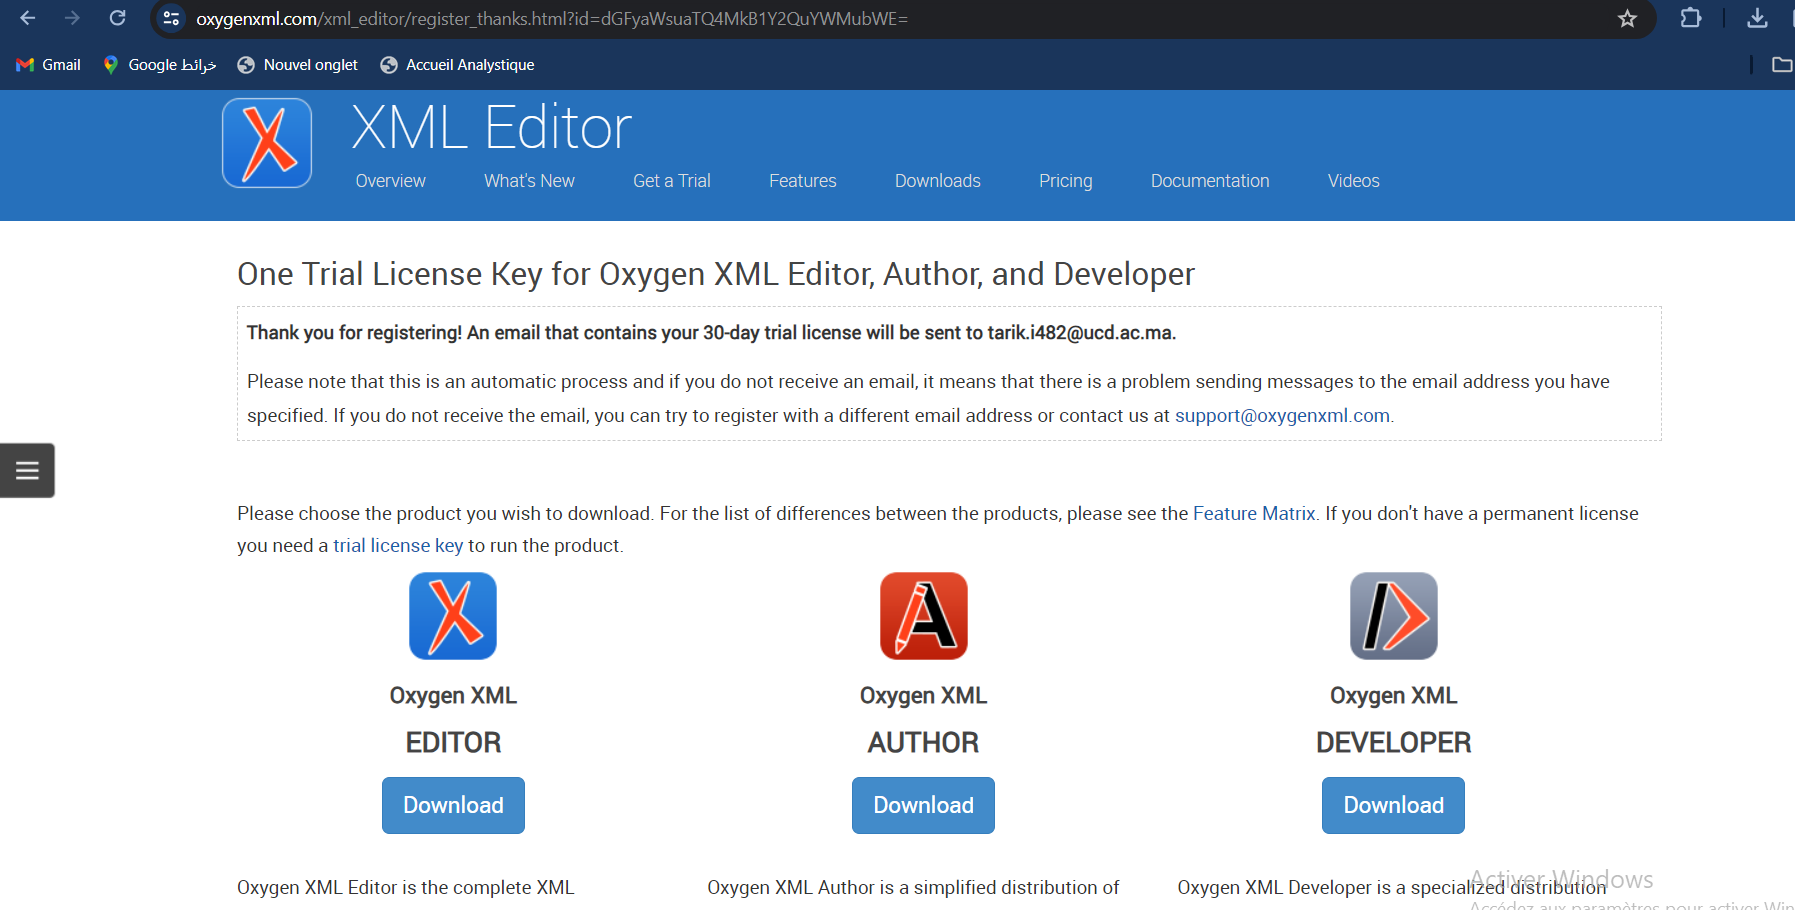 oxygenxml.com/xml_editor/register_thanks.html?id=dGFyaWsuaTQ4MkB1Y2QuYWMubWE=
Gmail Google خرائط Nouvel onglet Accueil Analystique
XML Editor
Overview What's New Get a Trial Features Downloads Pricing Documentation Videos
One Trial License Key for Oxygen XML Editor, Author, and Developer
Thank you for registering! An email that contains your 30-day trial license will be sent to tarik.i482@ucd.ac.ma.
Please note that this is an automatic process and if you do not receive an email, it means that there is a problem sending messages to the email address you have
specified. If you do not receive the email, you can try to register with a different email address or contact us at support@oxygenxml.com.
Please choose the product you wish to download. For the list of differences between the products, please see the Feature Matrix. If you don't have a permanent license
you need a trial license key to run the product.
Oxygen XML
EDITOR
Download
Oxygen XML Editor is the complete XML
Oxygen XML
AUTHOR
Download
Oxygen XML Author is a simplified distribution of
Oxygen XML
DEVELOPER
Download
Oxygen XML Developer is a specialized distribution
Activer Windows
Accédez aux paramètres pour activer Win